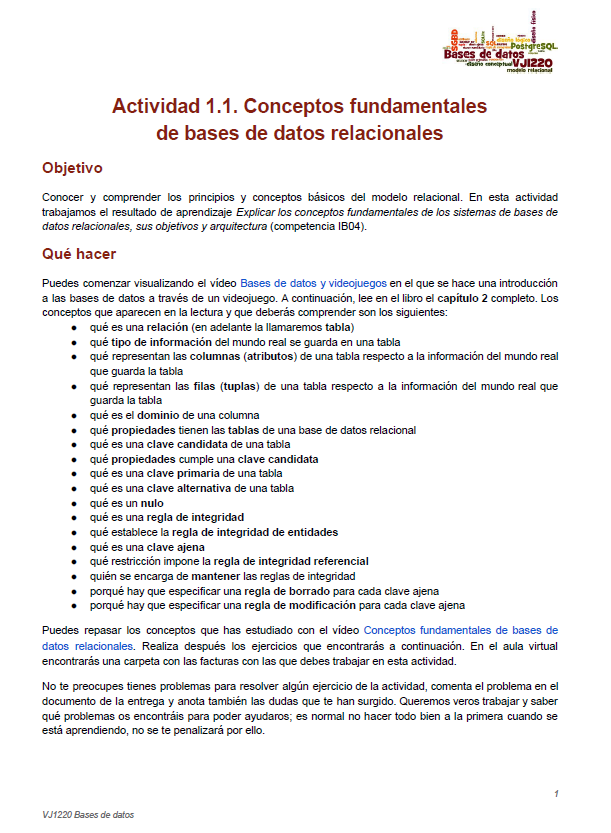 diseño físico
diseño lógico
SGBD
PostgreSQL
Bases de datos
VJ1220
diseño conceptual
modelo relacional
Actividad 1.1. Conceptos fundamentales
de bases de datos relacionales
Objetivo
Conocer y comprender los principios y conceptos básicos del modelo relacional. En esta actividad
trabajamos el resultado de aprendizaje Explicar los conceptos fundamentales de los sistemas de bases de
datos relacionales, sus objetivos y arquitectura (competencia IB04).
Qué hacer
Puedes comenzar visualizando el vídeo Bases de datos y videojuegos en el que se hace una introducción
a las bases de datos a través de un videojuego. A continuación, lee en el libro el capítulo 2 completo. Los
conceptos que aparecen en la lectura y que deberás comprender son los siguientes:
● qué es una relación (en adelante la llamaremos tabla)
● qué tipo de información del mundo real se guarda en una tabla
● qué representan las columnas (atributos) de una tabla respecto a la información del mundo real
que guarda la tabla
● qué representan las filas (tuplas) de una tabla respecto a la información del mundo real que
guarda la tabla
● qué es el dominio de una columna
● qué propiedades tienen las tablas de una base de datos relacional
● qué es una clave candidata de una tabla
● qué propiedades cumple una clave candidata
● qué es una clave primaria de una tabla
● qué es una clave alternativa de una tabla
● qué es un nulo
● qué es una regla de integridad
● qué establece la regla de integridad de entidades
● qué es una clave ajena
● qué restricción impone la regla de integridad referencial
● quién se encarga de mantener las reglas de integridad
● porqué hay que especificar una regla de borrado para cada clave ajena
● porqué hay que especificar una regla de modificación para cada clave ajena
Puedes repasar los conceptos que has estudiado con el vídeo Conceptos fundamentales de bases de
datos relacionales. Realiza después los ejercicios que encontrarás a continuación. En el aula virtual
encontrarás una carpeta con las facturas con las que debes trabajar en esta actividad.
No te preocupes tienes problemas para resolver algún ejercicio de la actividad, comenta el problema en el
documento de la entrega y anota también las dudas que te han surgido. Queremos veros trabajar y saber
qué problemas os encontráis para poder ayudaros; es normal no hacer todo bien a la primera cuando se
está aprendiendo, no se te penalizará por ello.
1
VJ1220 Bases de datos